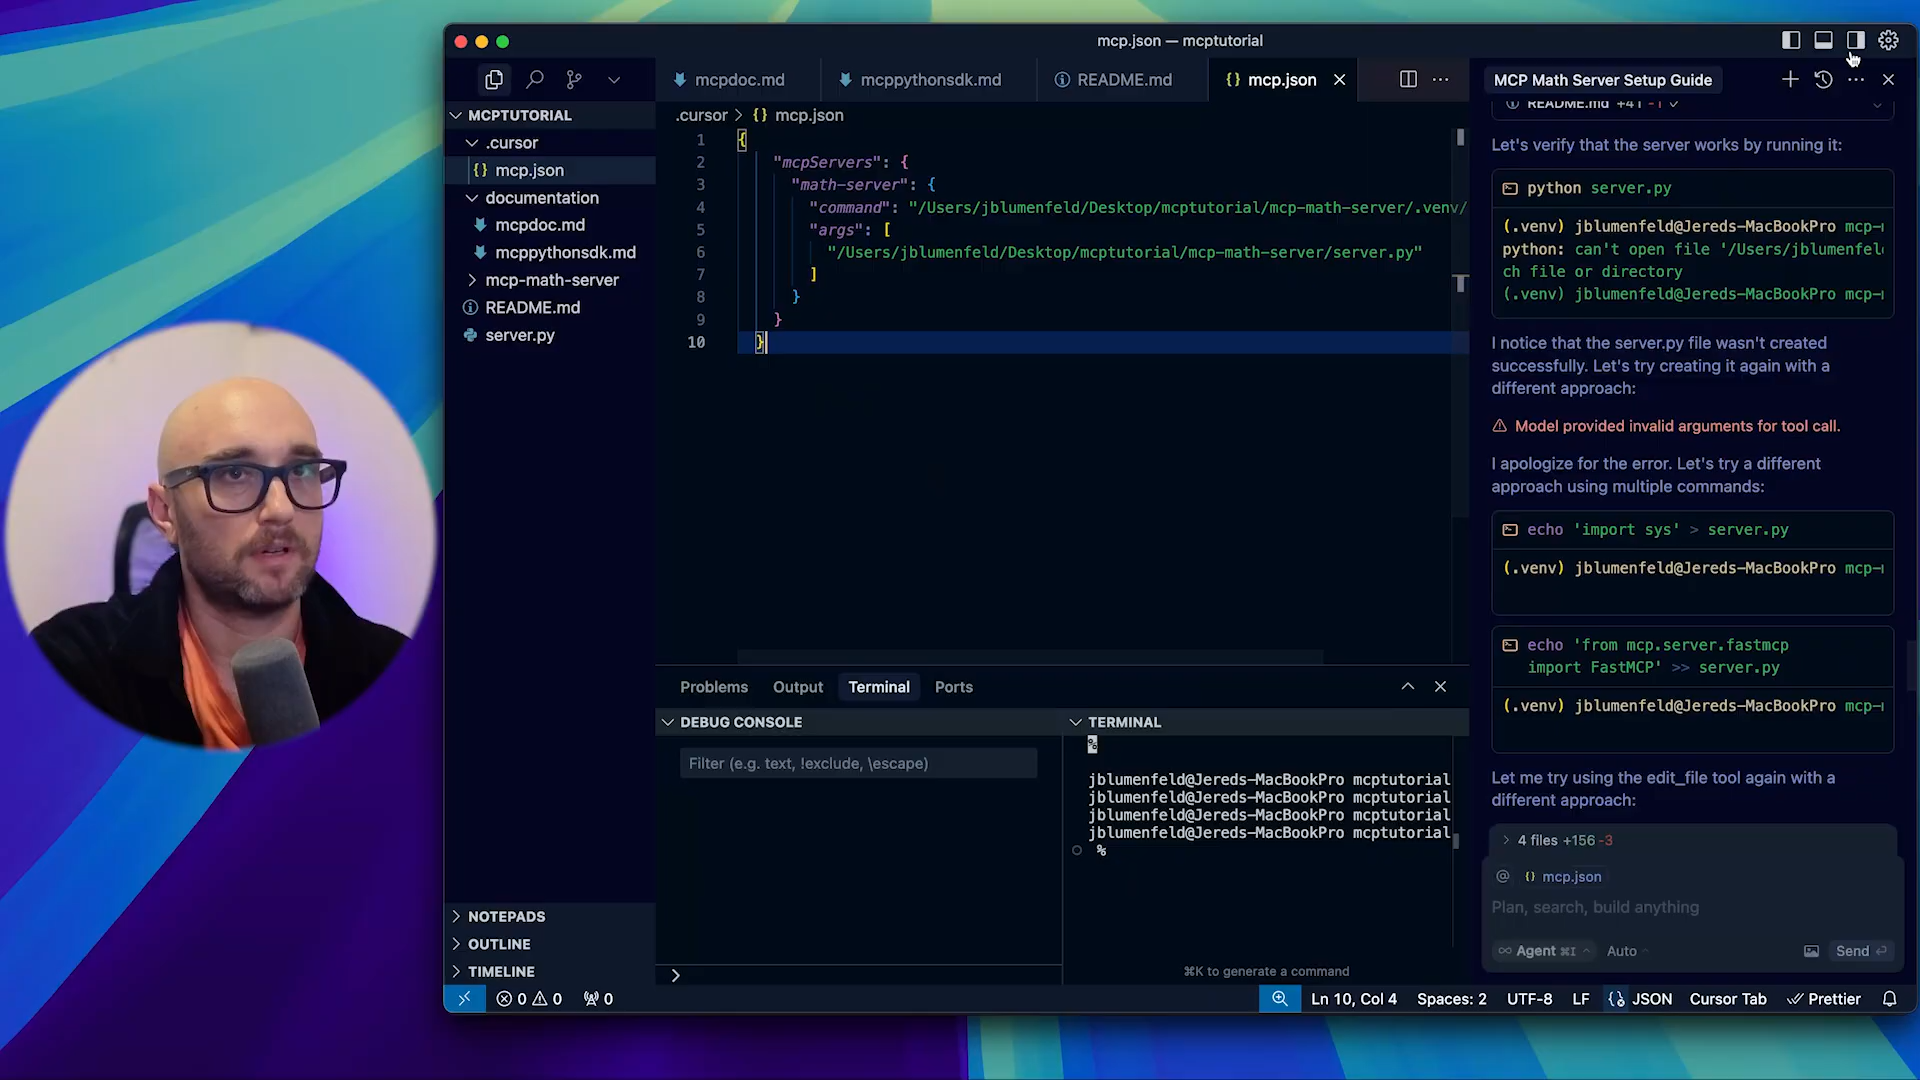 mcp.json — mcptutorial
mcpdoc.md
mcppythonsdk.md
README.md
mcp.json
MCP Math Server Setup Guide
MCPTUTORIAL
.cursor
mcp.json
documentation
mcpdoc.md
mcppythonsdk.md
mcp-math-server
README.md
server.py
NOTEPADS
OUTLINE
TIMELINE
.cursor > {} mcp.json
1 {
2 "mcpServers": {
3 "math-server": {
4 "command": "/Users/jblumenfeld/Desktop/mcptutorial/mcp-math-server/.venv/
5 "args": [
6 "/Users/jblumenfeld/Desktop/mcptutorial/mcp-math-server/server.py"
7 ]
8 }
9 }
10 }
Problems Output Terminal Ports
DEBUG CONSOLE
Filter (e.g. text, !exclude, \escape)
TERMINAL
%
jblumenfeld@Jereds-MacBookPro mcptutorial
jblumenfeld@Jereds-MacBookPro mcptutorial
jblumenfeld@Jereds-MacBookPro mcptutorial
jblumenfeld@Jereds-MacBookPro mcptutorial
%
⌘K to generate a command
README.md +41 -1
Let's verify that the server works by running it:
python server.py
(.venv) jblumenfeld@Jereds-MacBookPro mcp-
python: can't open file '/Users/jblumenfel
ch file or directory
(.venv) jblumenfeld@Jereds-MacBookPro mcp-
I notice that the server.py file wasn't created
successfully. Let's try creating it again with a
different approach:
Model provided invalid arguments for tool call.
I apologize for the error. Let's try a different
approach using multiple commands:
echo 'import sys' > server.py
(.venv) jblumenfeld@Jereds-MacBookPro mcp-
echo 'from mcp.server.fastmcp
import FastMCP' >> server.py
(.venv) jblumenfeld@Jereds-MacBookPro mcp-
Let me try using the edit_file tool again with a
different approach:
4 files +156 -3
@ {} mcp.json
Plan, search, build anything
Agent ⌘I Auto Send
0 0 0
Ln 10, Col 4 Spaces: 2 UTF-8 LF JSON Cursor Tab Prettier